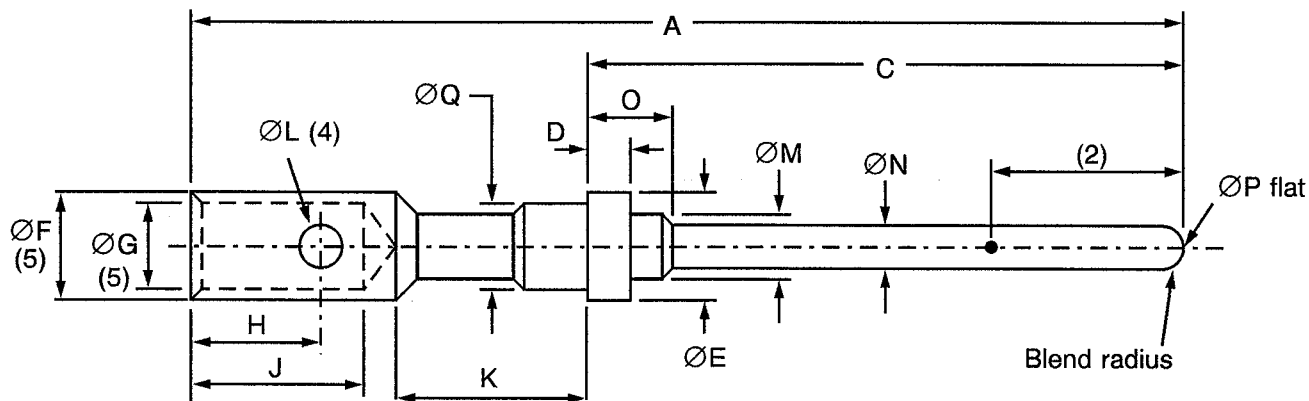 A
C
ØQ
O
D
ØL (4)
ØM
ØN
(2)
ØP flat
ØF
(5)
ØG
(5)
H
J
K
ØE
Blend radius